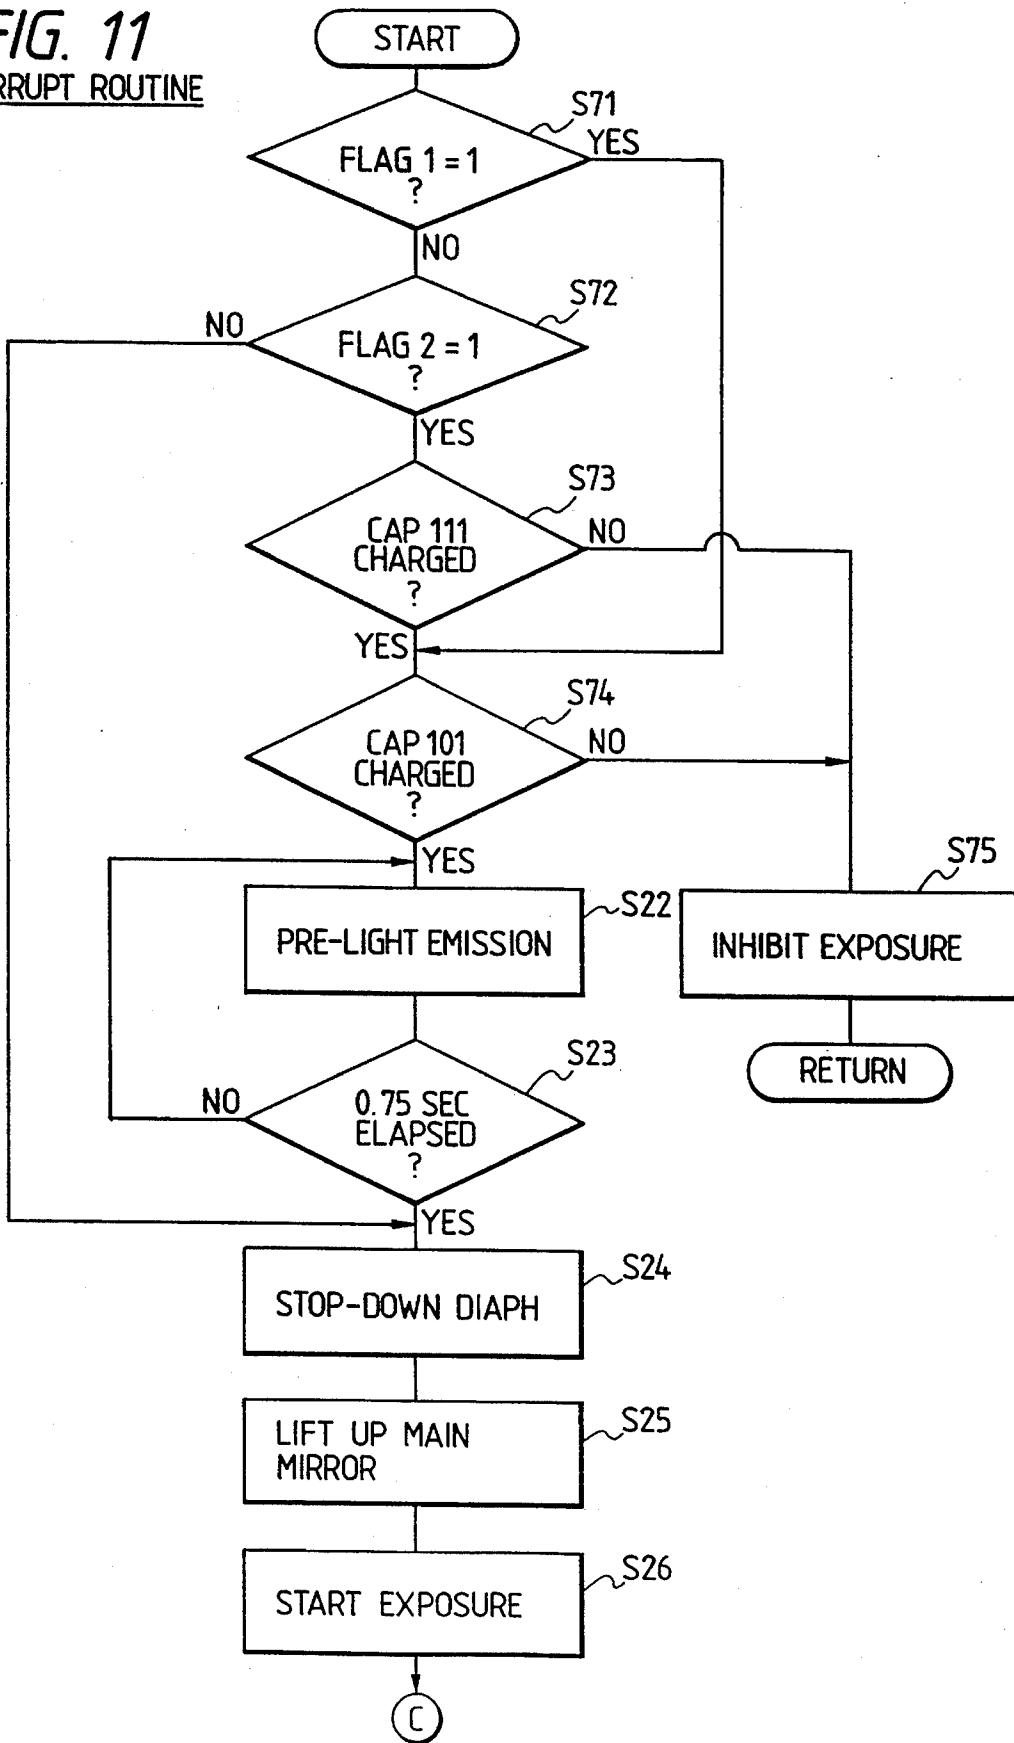 FIG. 11
RRUPT ROUTINE
START
S71
FLAG 1 = 1
?
YES
NO
S72
NO
FLAG 2 = 1
?
YES
S73
CAP 111
CHARGED
?
NO
YES
S74
CAP 101
CHARGED
?
NO
YES
S22
PRE-LIGHT EMISSION
S75
INHIBIT EXPOSURE
RETURN
S23
NO
0.75 SEC
ELAPSED
?
YES
S24
STOP-DOWN DIAPH
S25
LIFT UP MAIN
MIRROR
S26
START EXPOSURE
C